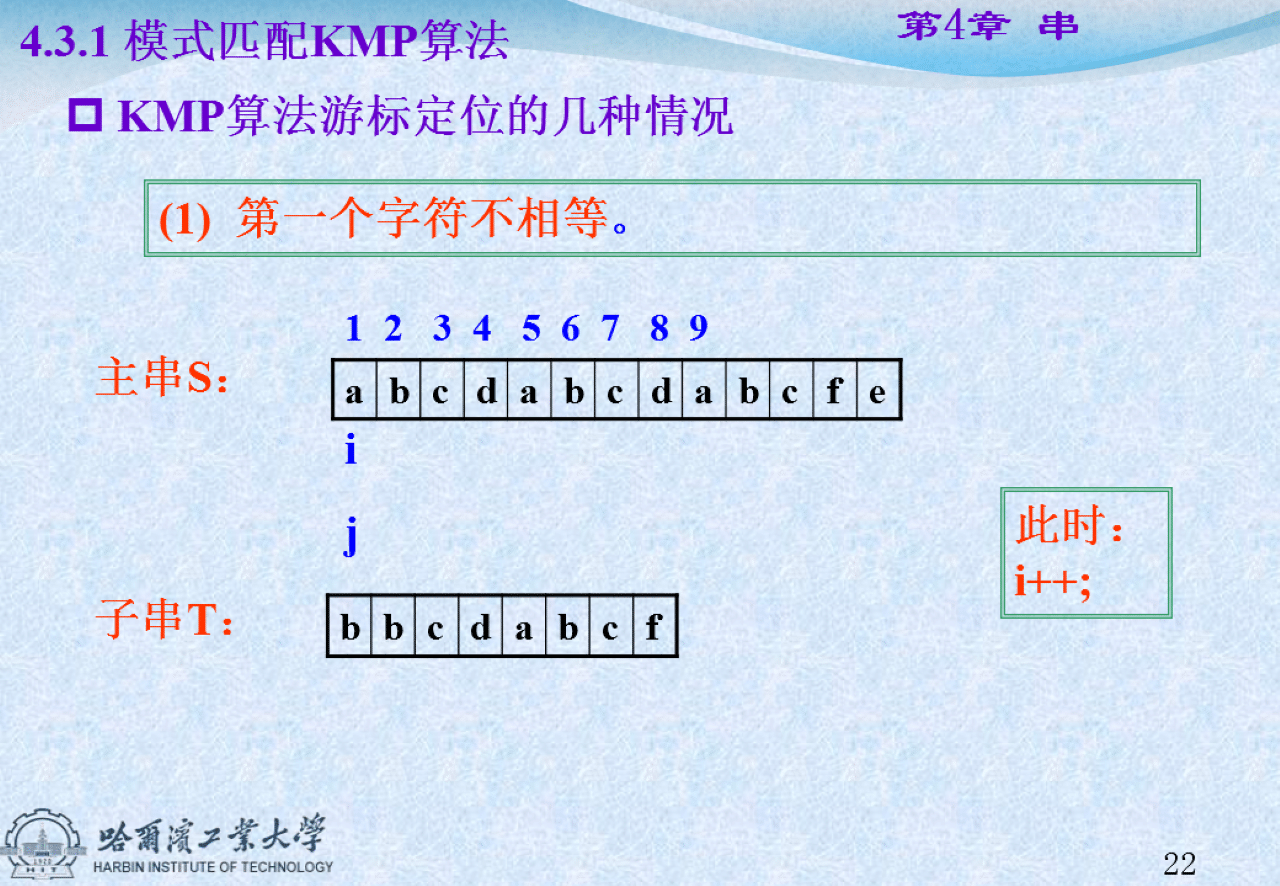 4.3.1 模式匹配KMP算法
第4章 串
KMP算法游标定位的几种情况
(1) 第一个字符不相等。
1 2 3 4 5 6 7 8 9
主串S：
a b c d a b c d a b c f e
i
j
此时：
i++;
子串T：
b b c d a b c f
哈爾濱工業大學
HARBIN INSTITUTE OF TECHNOLOGY
1920
HIT
22